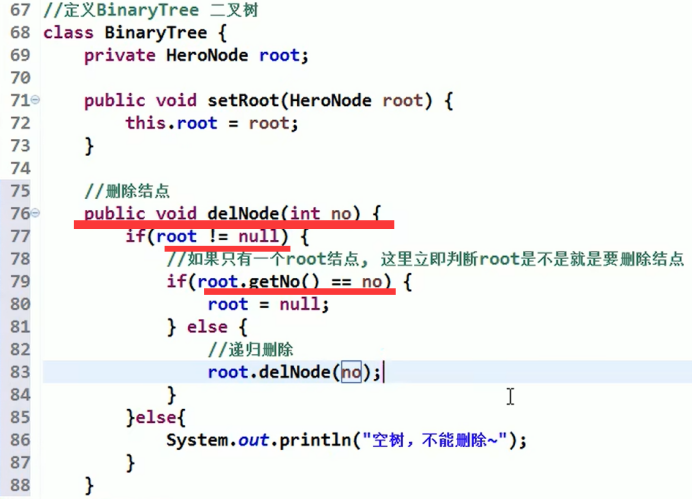 67 //定义BinaryTree 二叉树
68 class BinaryTree {
69     private HeroNode root;
70
71     public void setRoot(HeroNode root) {
72         this.root = root;
73     }
74
75     //删除结点
76     public void delNode(int no) {
77         if(root != null) {
78             //如果只有一个root结点, 这里立即判断root是不是就是要删除结点
79             if(root.getNo() == no) {
80                 root = null;
81             } else {
82                 //递归删除
83                 root.delNode(no);
84             }
85         }else{
86             System.out.println("空树，不能删除~");
87         }
88     }